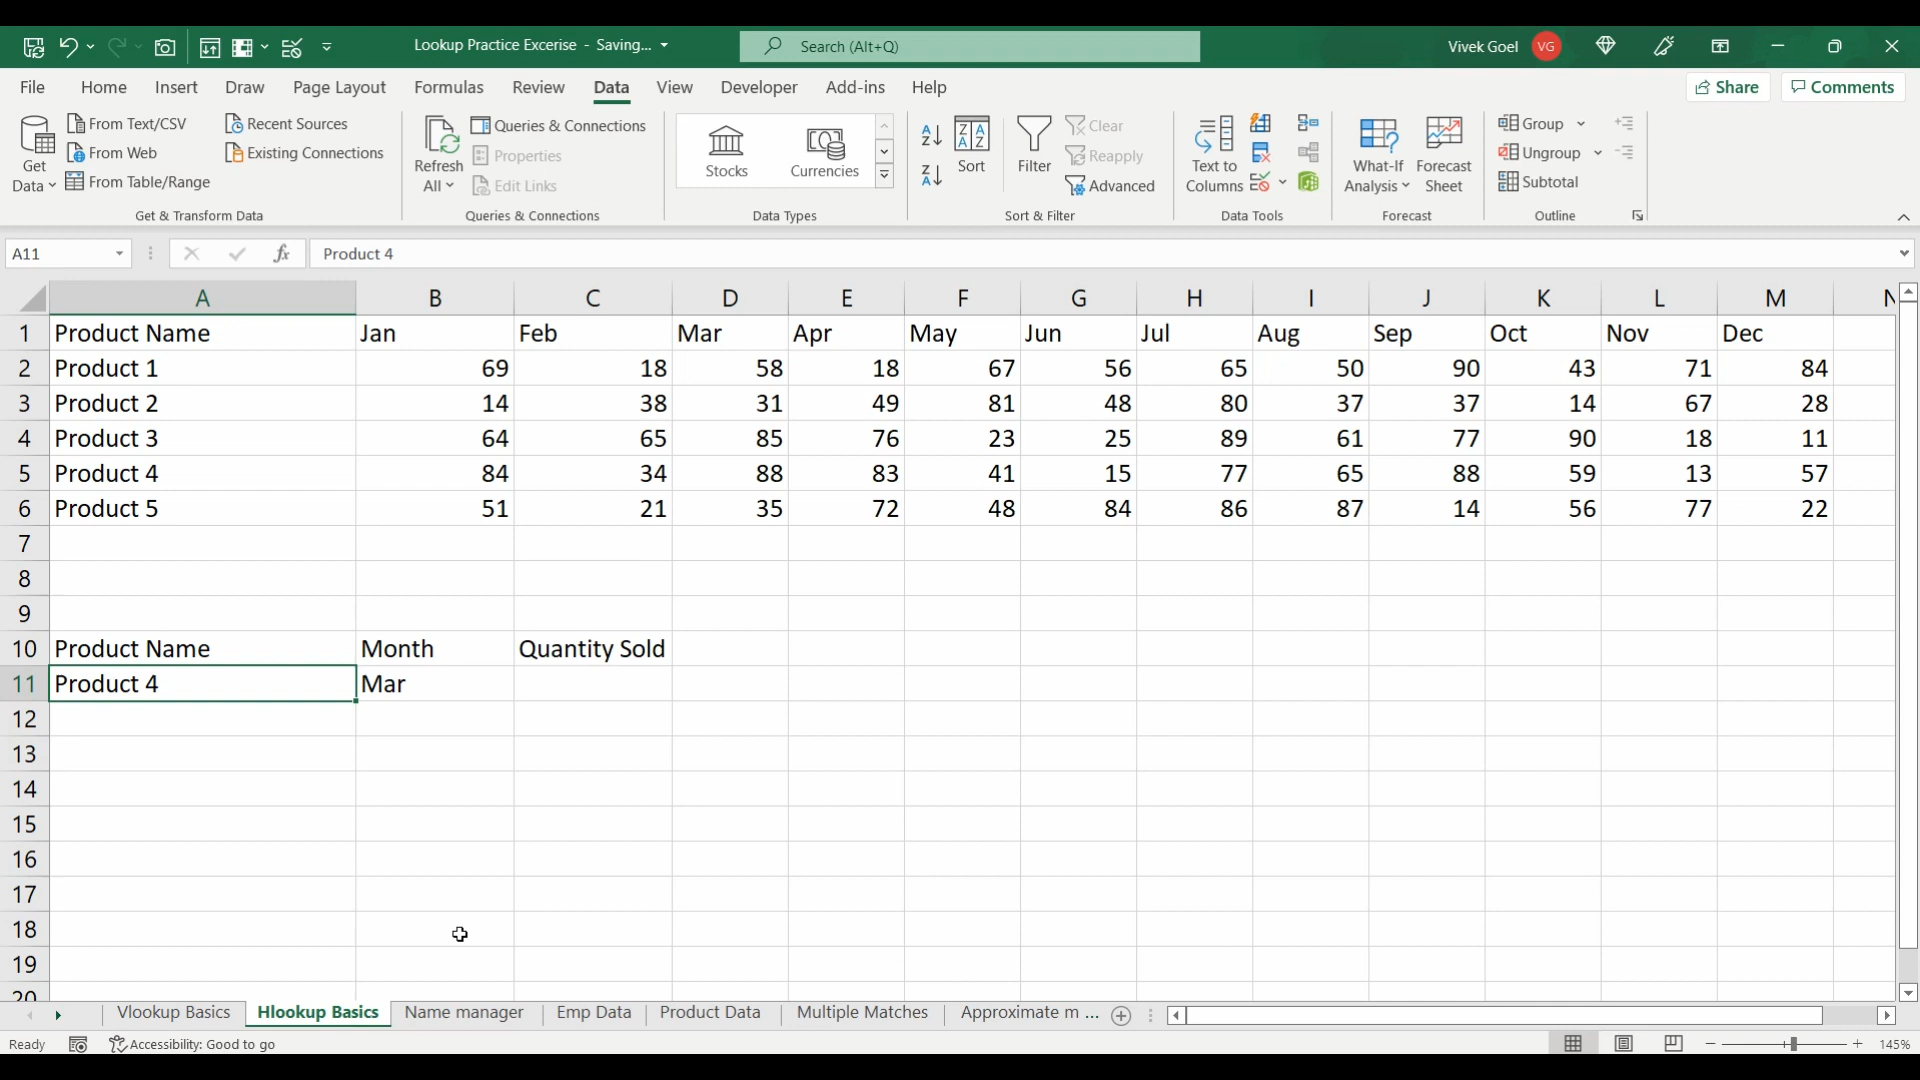 Lookup Practice Excerise - Saving...
Search (Alt+Q)
Vivek Goel VG
File Home Insert Draw Page Layout Formulas Review Data View Developer Add-ins Help
Share Comments
Get Data
From Text/CSV
From Web
From Table/Range
Recent Sources
Existing Connections
Get & Transform Data
Refresh All
Queries & Connections
Properties
Edit Links
Queries & Connections
Stocks
Currencies
Data Types
Sort
Filter
Clear
Reapply
Advanced
Sort & Filter
Text to Columns
Data Tools
What-If Analysis
Forecast Sheet
Forecast
Group
Ungroup
Subtotal
Outline
A11 fx Product 4
A B C D E F G H I J K L M N
1 Product Name Jan Feb Mar Apr May Jun Jul Aug Sep Oct Nov Dec
2 Product 1 69 18 58 18 67 56 65 50 90 43 71 84
3 Product 2 14 38 31 49 81 48 80 37 37 14 67 28
4 Product 3 64 65 85 76 23 25 89 61 77 90 18 11
5 Product 4 84 34 88 83 41 15 77 65 88 59 13 57
6 Product 5 51 21 35 72 48 84 86 87 14 56 77 22
7
8
9
10 Product Name Month Quantity Sold
11 Product 4 Mar
12
13
14
15
16
17
18
19
20
Vlookup Basics Hlookup Basics Name manager Emp Data Product Data Multiple Matches Approximate m ...
Ready Accessibility: Good to go 145%